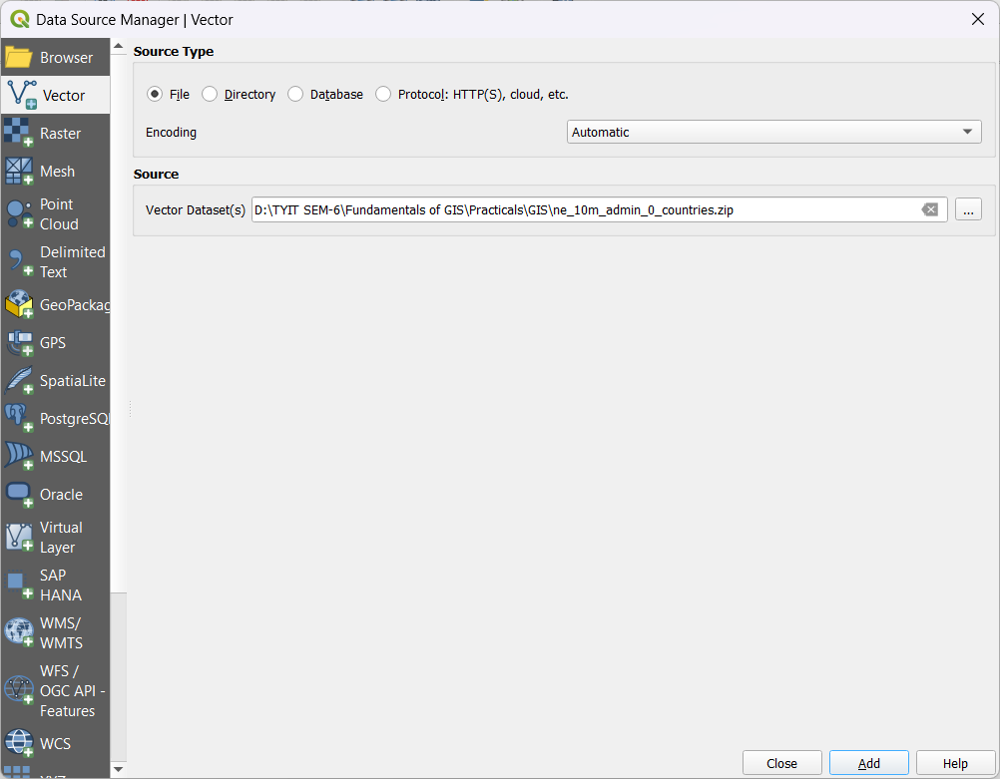 Data Source Manager | Vector
Browser
Vector
Raster
Mesh
Point
Cloud
Delimited
Text
GeoPackag
GPS
SpatiaLite
PostgreSQ
MSSQL
Oracle
Virtual
Layer
SAP
HANA
WMS/
WMTS
WFS /
OGC API -
Features
WCS
Source Type
File Directory Database Protocol: HTTP(S), cloud, etc.
Encoding Automatic
Source
Vector Dataset(s) D:\TYIT SEM-6\Fundamentals of GIS\Practicals\GIS\ne_10m_admin_0_countries.zip ...
Close Add Help